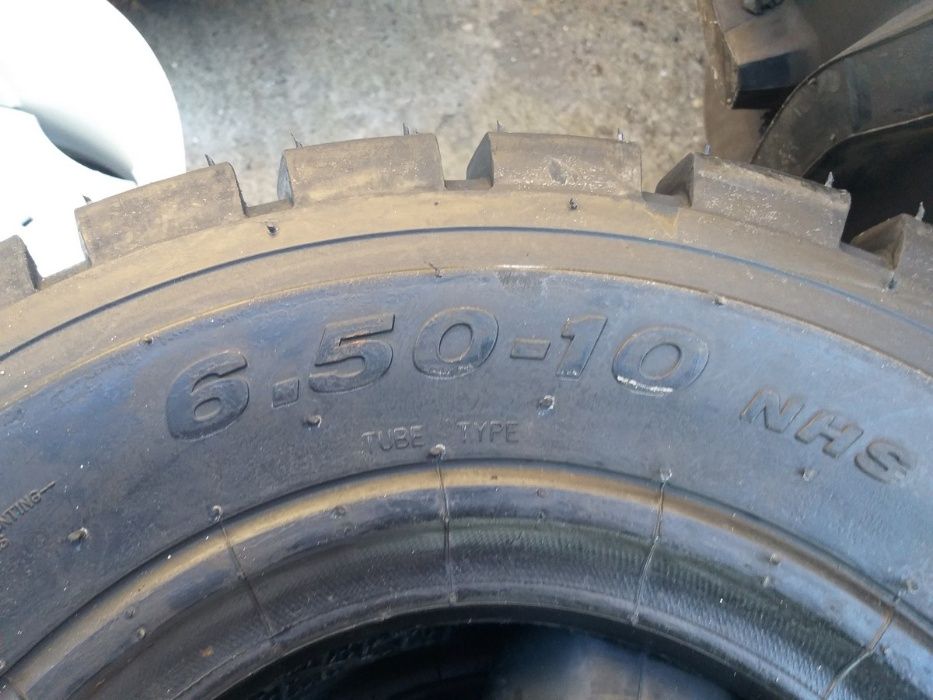 6.50-10 NHS
TUBE TYPE